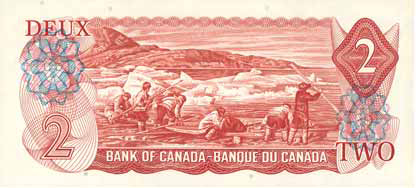 DEUX
2
2
BANK OF CANADA - BANQUE DU CANADA
TWO